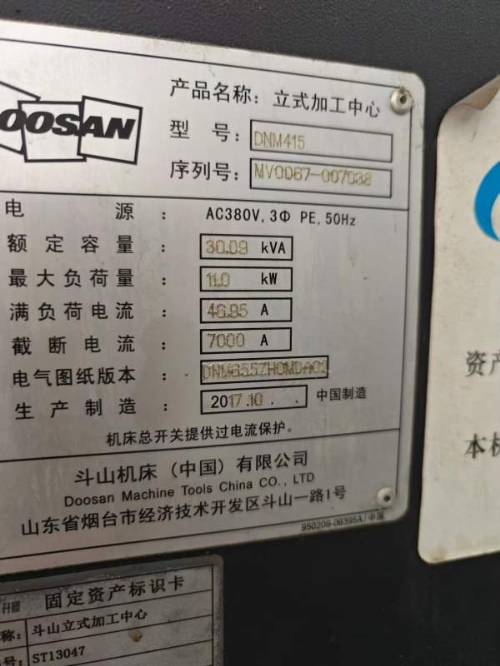 DOOSAN
产品名称: 立式加工中心
型 号: DNM415
序列号: MV0067-007038
电 源 : AC380V, 3Φ PE, 50Hz
额定容量 : 30.09 kVA
最大负荷量 : 11.0 kW
满负荷电流 : 46.85 A
截断电流 : 7000 A
电气图纸版本 :
生产制造 : 2017.10 . . 中国制造
机床总开关提供过电流保护。
斗山机床（中国）有限公司
Doosan Machine Tools China CO., LTD
山东省烟台市经济技术开发区斗山一路1号
固定资产标识卡
称: 斗山立式加工中心
号: ST13047
资产
本标